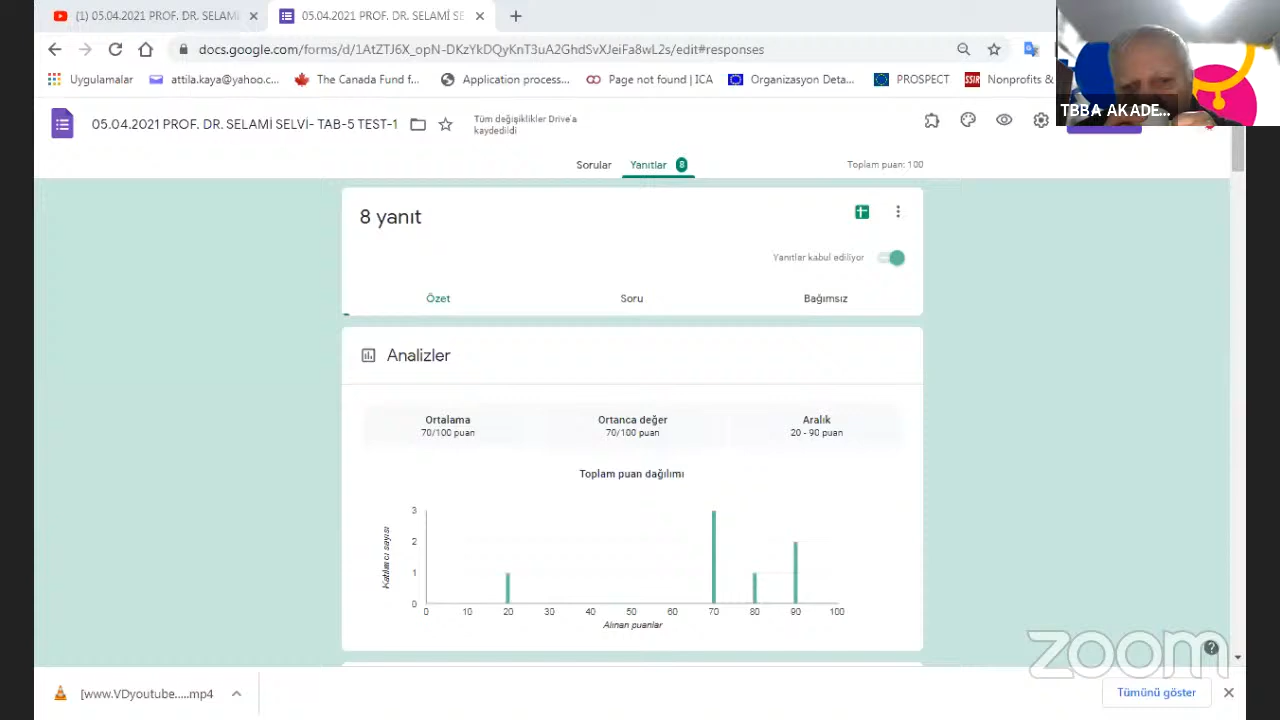 (1) 05.04.2021 PROF. DR. SELAMİ
05.04.2021 PROF. DR. SELAMİ SE
docs.google.com/forms/d/1AtZTJ6X_opN-DKzYkDQyKnT3uA2GhdSvXJeiFa8wL2s/edit#responses
Uygulamalar attila.kaya@yahoo.c... The Canada Fund f... Application process... Page not found | ICA Organizasyon Deta... PROSPECT SSIR Nonprofits &
TBBA AKADE...
05.04.2021 PROF. DR. SELAMİ SELVİ- TAB-5TEST-1
Tüm değişiklikler Drive'a
kaydedildi
Sorular Yanıtlar 8 Toplam puan: 100
8 yanıt
Yanıtlar kabul ediliyor
Özet Soru Bağımsız
Analizler
Ortalama Ortanca değer Aralık
70/100 puan 70/100 puan 20 - 90 puan
Toplam puan dağılımı
Katılımcı sayısı
3
2
1
0
0 10 20 30 40 50 60 70 80 90 100
Alınan puanlar
zoom
[www.VDyoutube.....mp4 Tümünü göster